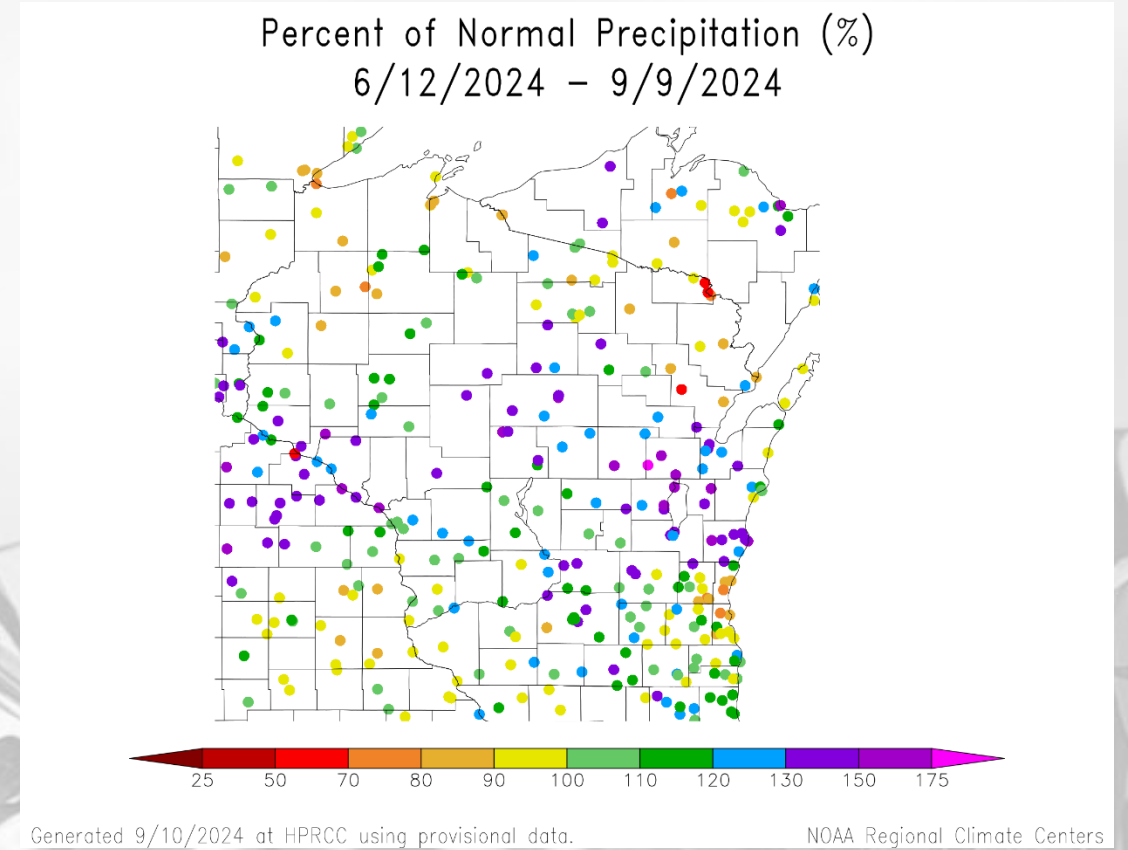 Percent of Normal Precipitation (%)
6/12/2024 – 9/9/2024
25 50 70 80 90 100 110 120 130 150 175
Generated 9/10/2024 at HPRCC using provisional data.
NOAA Regional Climate Centers